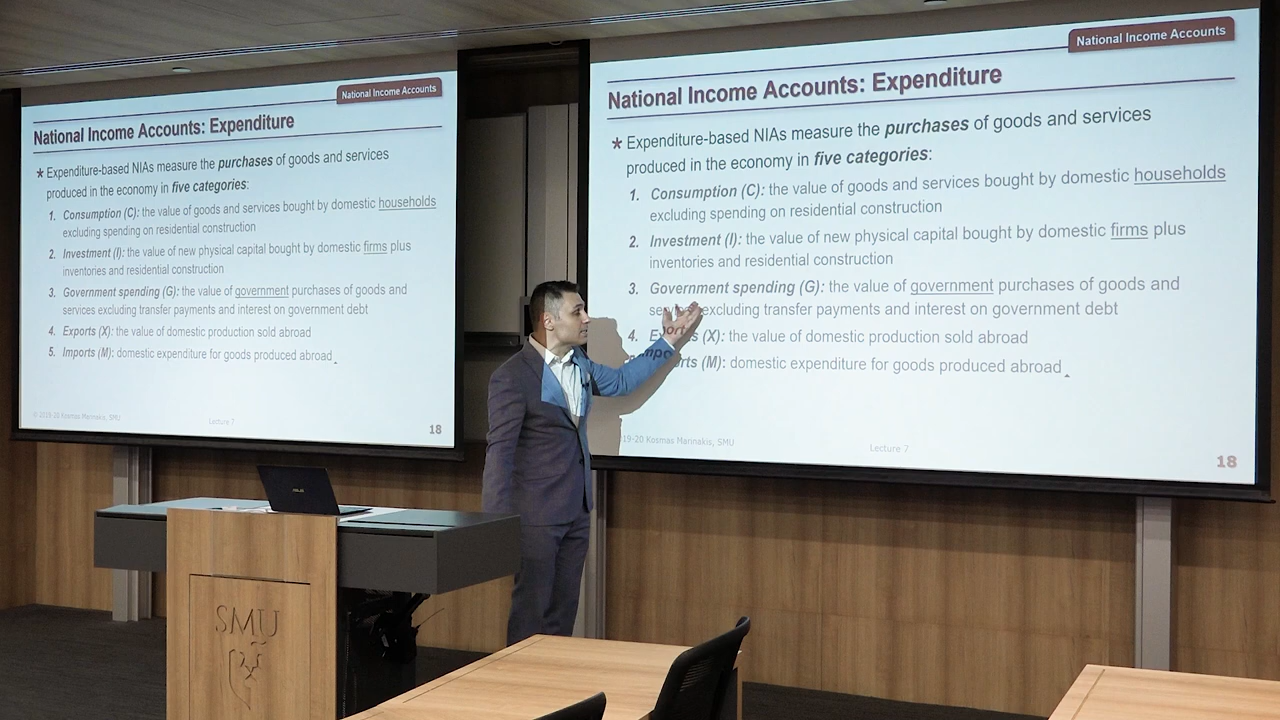 National Income Accounts
National Income Accounts: Expenditure
* Expenditure-based NIAs measure the purchases of goods and services
produced in the economy in five categories:
1. Consumption (C): the value of goods and services bought by domestic households
excluding spending on residential construction
2. Investment (I): the value of new physical capital bought by domestic firms plus
inventories and residential construction
3. Government spending (G): the value of government purchases of goods and
services excluding transfer payments and interest on government debt
4. Exports (X): the value of domestic production sold abroad
5. Imports (M): domestic expenditure for goods produced abroad
© 2019-20 Kosmas Marinakis, SMU
Lecture 7
18
National Income Accounts
National Income Accounts: Expenditure
* Expenditure-based NIAs measure the purchases of goods and services
produced in the economy in five categories:
1. Consumption (C): the value of goods and services bought by domestic households
excluding spending on residential construction
2. Investment (I): the value of new physical capital bought by domestic firms plus
inventories and residential construction
3. Government spending (G): the value of government purchases of goods and
excluding transfer payments and interest on government debt
4. (X): the value of domestic production sold abroad
(M): domestic expenditure for goods produced abroad
19-20 Kosmas Marinakis, SMU
Lecture 7
18
ASUS
SMU